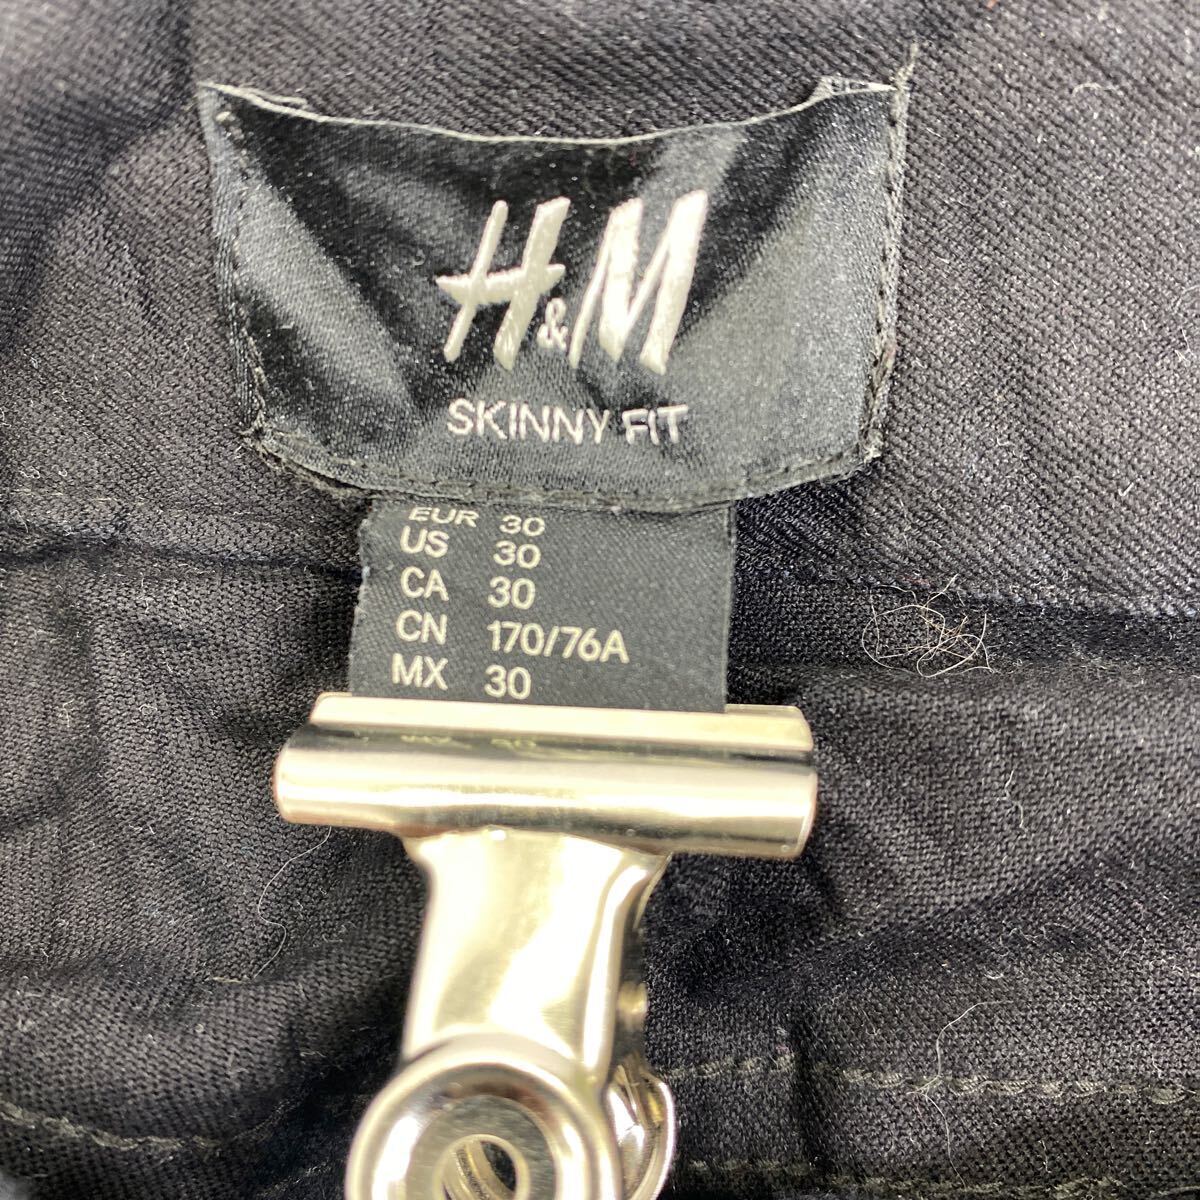 H&M
SKINNY FIT
EUR 30
US 30
CA 30
CN 170/76A
MX 30